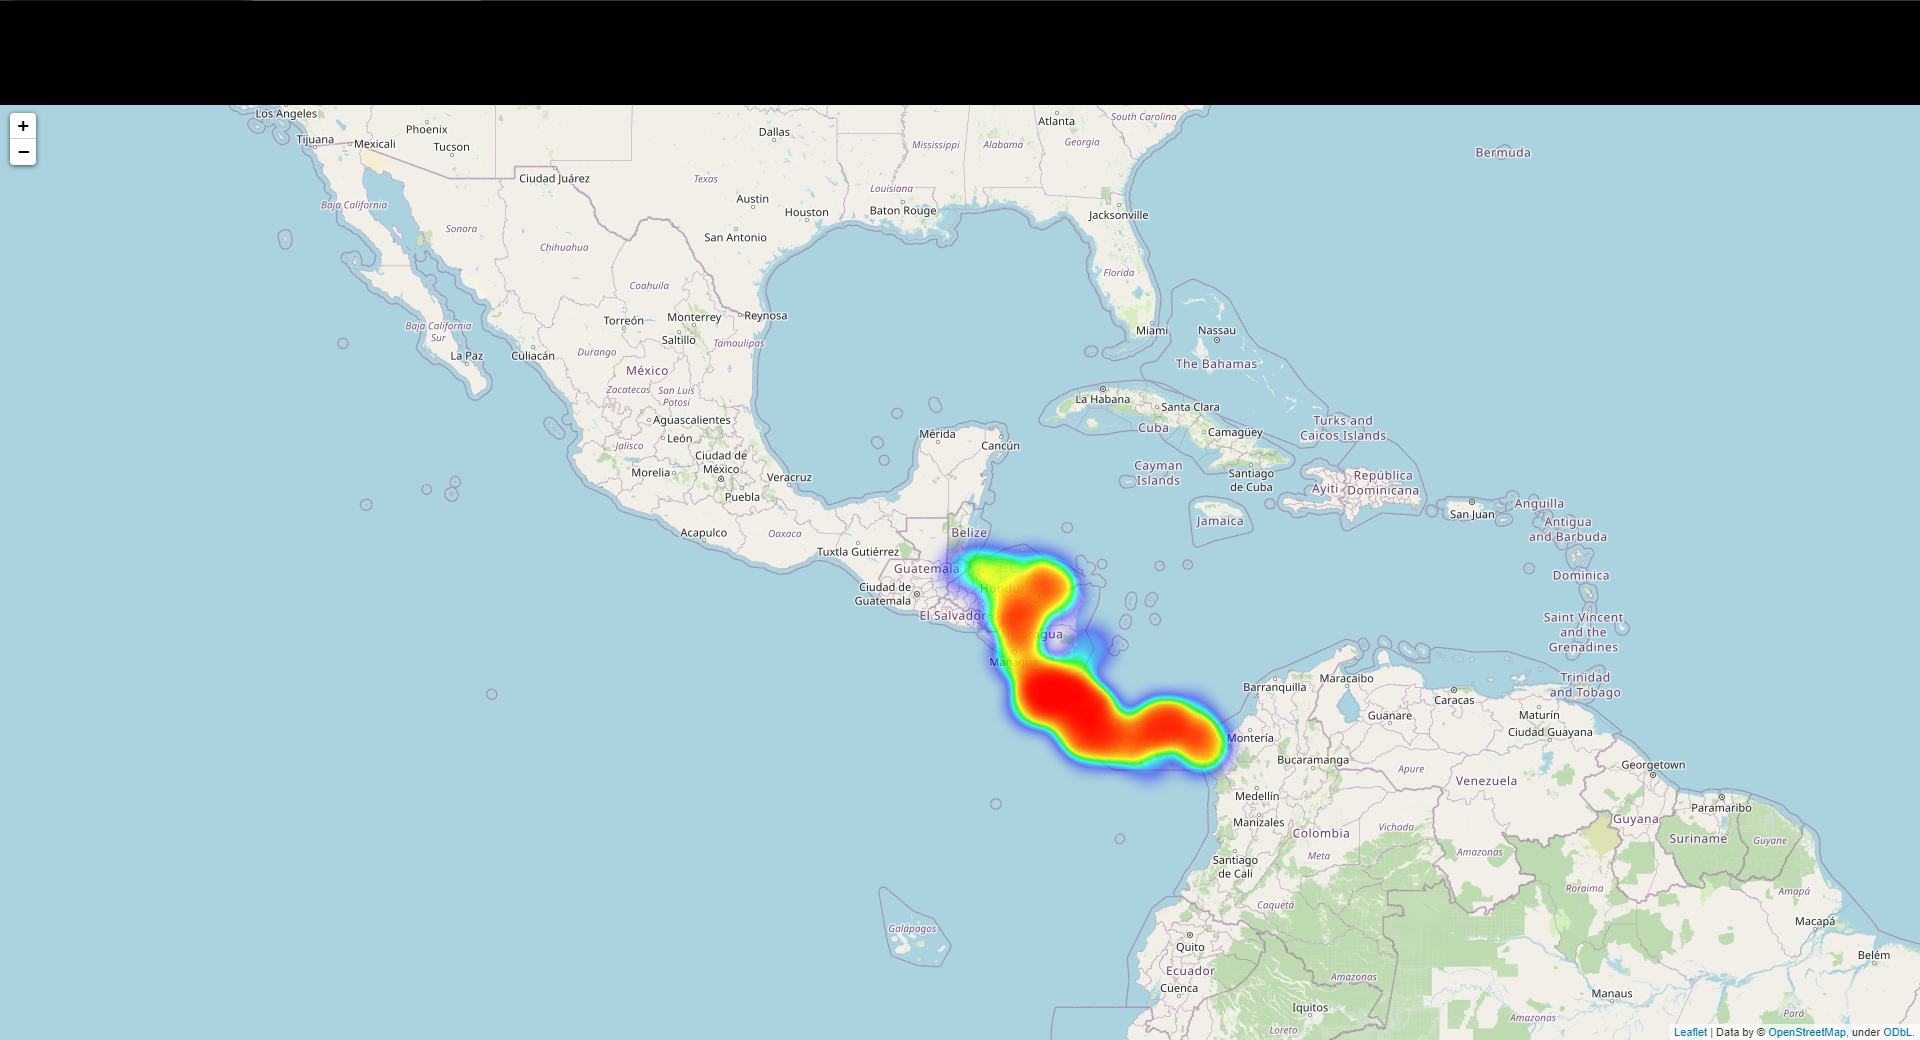 +
−
Los Angeles
Phoenix
Dallas
Atlanta
South Carolina
Tijuana
Mexicali
Tucson
Mississippi
Alabama
Georgia
Bermuda
Ciudad Juárez
Texas
Louisiana
Baja California
Austin
Houston
Baton Rouge
Jacksonville
Sonora
San Antonio
Chihuahua
Florida
Coahuila
Torreón
Monterrey
Reynosa
Baja California
Sur
Saltillo
Tamaulipas
Miami
Nassau
La Paz
Culiacán
Durango
México
The Bahamas
Zacatecas
San Luis
Potosí
La Habana
Santa Clara
Aguascalientes
Cuba
Camagüey
Turks and
Caicos Islands
Jalisco
León
Mérida
Cancún
Ciudad de
México
Morelia
Veracruz
Cayman
Islands
Santiago
de Cuba
Ayiti
República
Dominicana
Puebla
Anguilla
San Juan
Acapulco
Oaxaca
Belize
Jamaica
Antigua
and Barbuda
Tuxtla Gutiérrez
Guatemala
Dominica
Ciudad de
Guatemala
Honduras
El Salvador
Saint Vincent
and the
Grenadines
Nicaragua
Managua
Barranquilla
Maracaibo
Trinidad
and Tobago
Caracas
Guanare
Maturín
Ciudad Guayana
Montería
Bucaramanga
Apure
Venezuela
Georgetown
Medellín
Paramaribo
Manizales
Colombia
Vichada
Guyana
Suriname
Guyane
Santiago
de Cali
Meta
Amazonas
Roraima
Amapá
Caquetá
Galápagos
Macapá
Quito
Ecuador
Belém
Amazonas
Cuenca
Manaus
Iquitos
Amazonas
Pará
Loreto
Leaflet | Data by © OpenStreetMap, under ODbL.